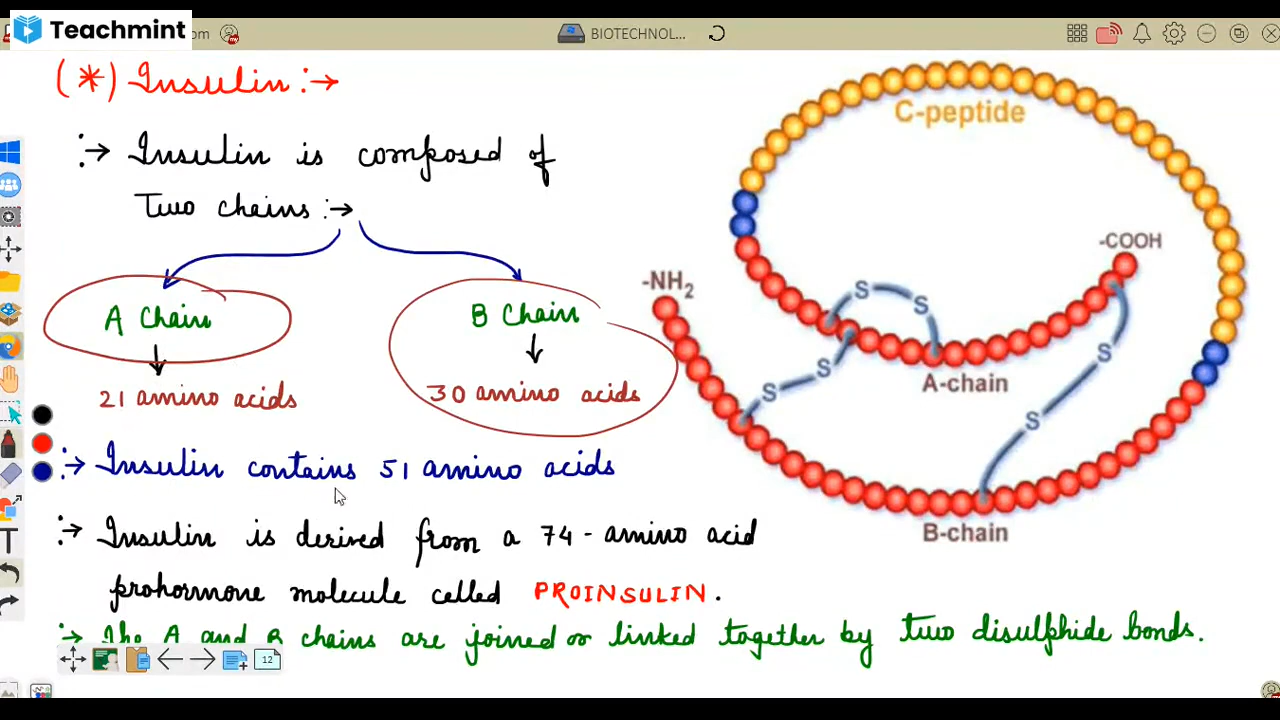 Teachmint
om
BIOTECHNOL...
(*) Insulin :→
:→ Insulin is composed of
Two chains :→
A Chain
B Chain
21 amino acids
30 amino acids
:→ Insulin contains 51 amino acids
:→ Insulin is derived from a 74 - amino acid
prohormone molecule called PROINSULIN.
:→ The A and B chains are joined or linked together by two disulphide bonds.
C-peptide
-COOH
-NH2
S
S
S
S
S
S
A-chain
B-chain
T
12